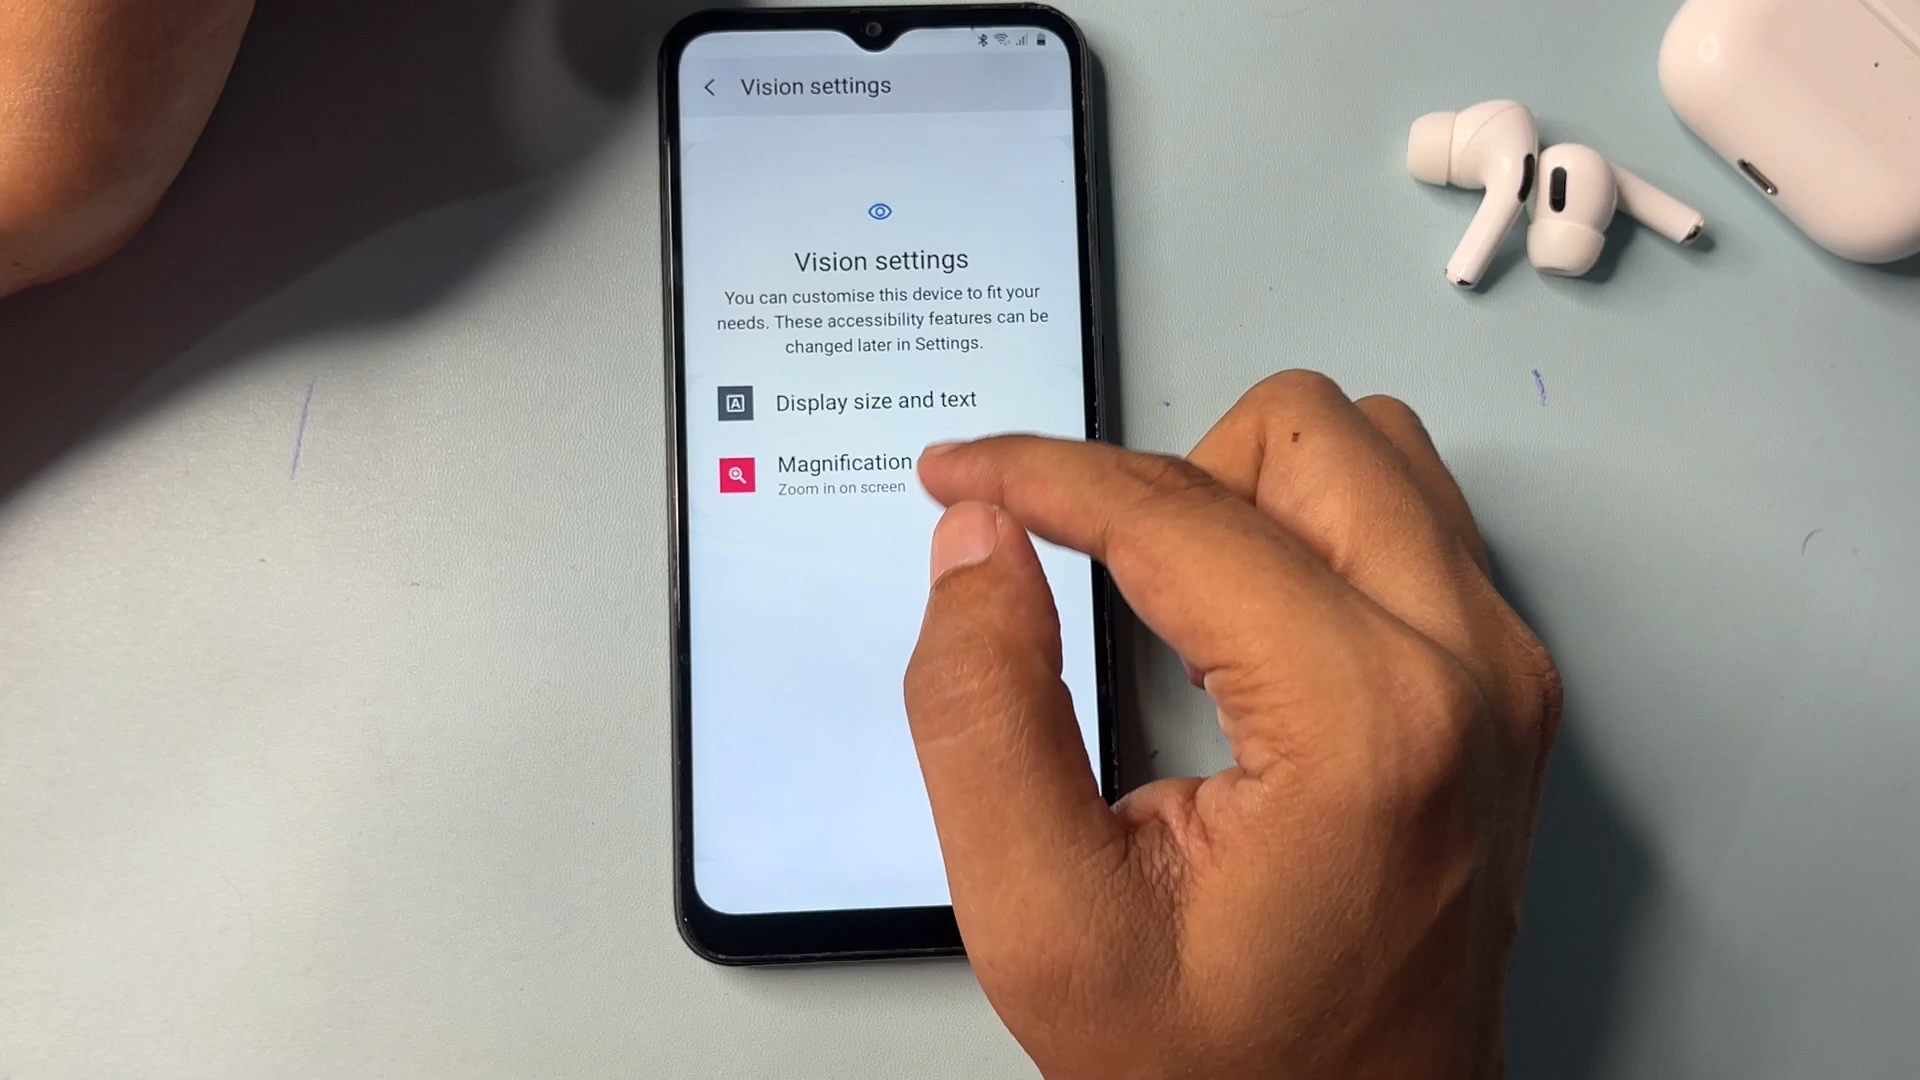 Vision settings
Vision settings
You can customise this device to fit your
needs. These accessibility features can be
changed later in Settings.
Display size and text
Magnification
Zoom in on screen